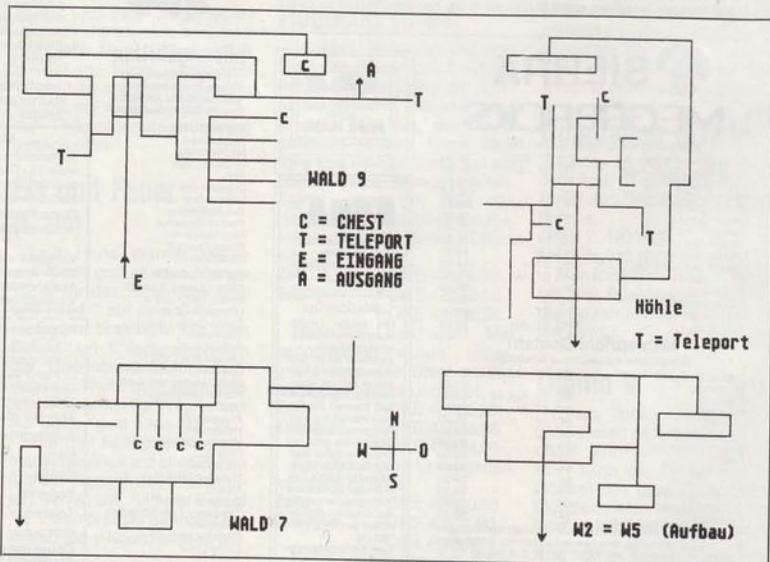 C
A
T
C
T
WALD 9
C = CHEST
T = TELEPORT
E = EINGANG
A = AUSGANG
E
C
T
C
T
Höhle
T = Teleport
C C C C
WALD 7
N
W O
S
W2 = W5 (Aufbau)